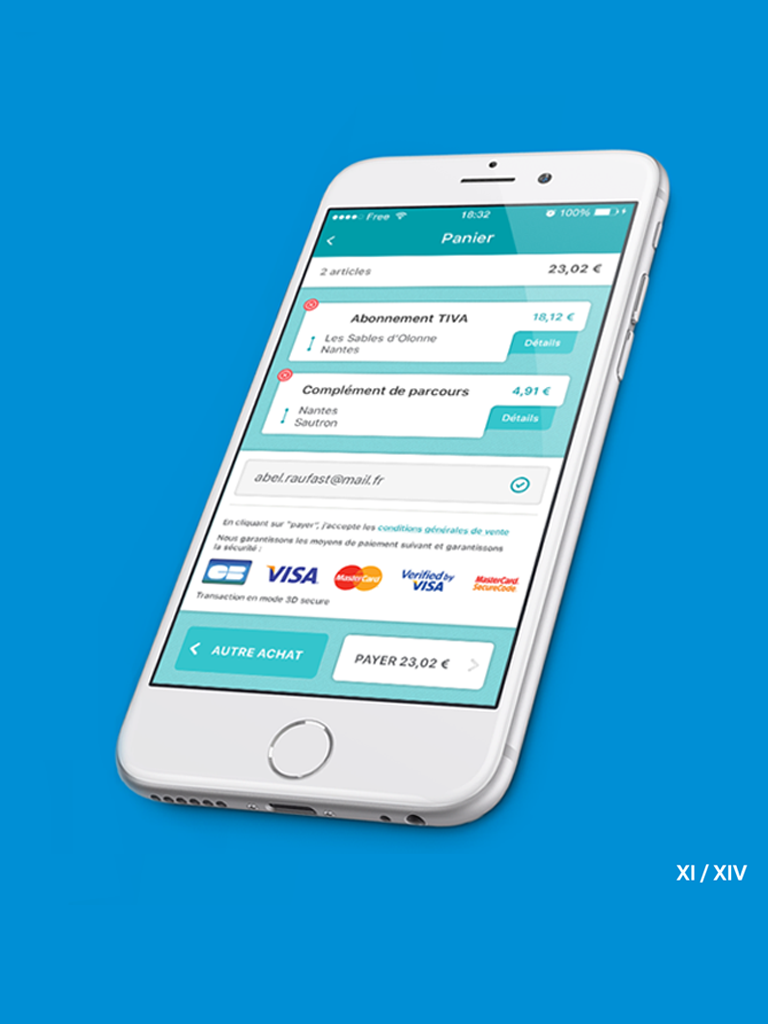 Free 18:32 100%
Panier
2 articles 23,02 €
Abonnement TIVA 18,12 €
Les Sables d'Olonne
Nantes
Détails
Complément de parcours 4,91 €
Nantes
Sautron
Détails
abel.raufast@mail.fr
En cliquant sur "payer", j'accepte les conditions générales de vente
Nous garantissons les moyens de paiement suivant et garantissons
la sécurité :
CB VISA MasterCard Verified by VISA MasterCard. SecureCode.
Transaction en mode 3D secure
AUTRE ACHAT PAYER 23,02 €
XI / XIV